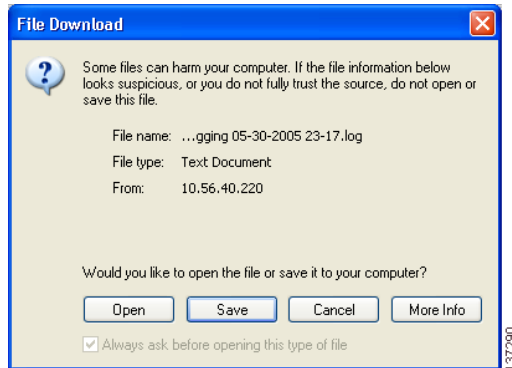 File Download
Some files can harm your computer. If the file information below
looks suspicious, or you do not fully trust the source, do not open or
save this file.
File name: ...gging 05-30-2005 23-17.log
File type: Text Document
From: 10.56.40.220
Would you like to open the file or save it to your computer?
Open Save Cancel More Info
Always ask before opening this type of file
137290